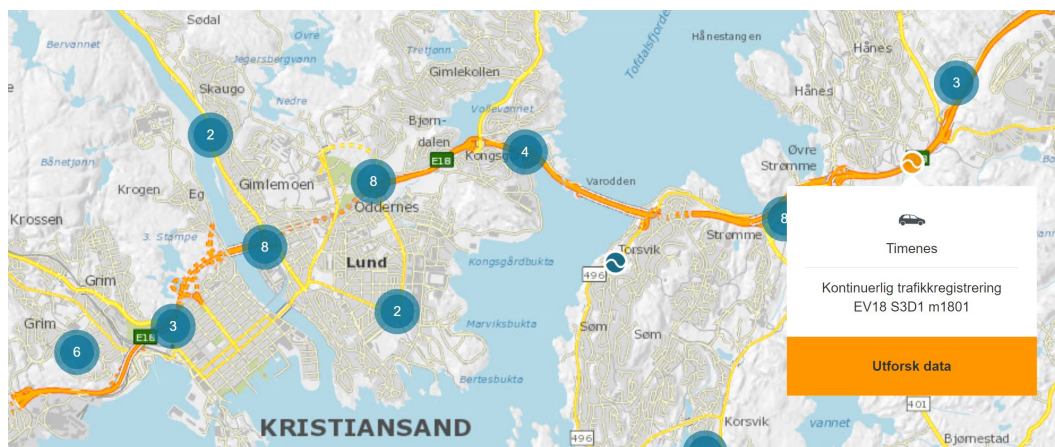 Sødal
Bervannet
Øvre
Jegersbergvann
Tretjønn
Gimlekollen
Tofdalsfjorden
Hånestangen
Hånes
Hånes
3
Skaugo
Nedre
Vollevannet
Bjørn-
dalen
2
E18
Kongsg
4
Bånetjønn
Øvre
Strømme
Krogen
Eg
Gimlemoen
8
Varodden
Oddernes
Krossen
3. Stampe
8
8
Strømme
Torsvik
496
Timenes
Lund
Kongsgårdbukta
Grim
Kontinuerlig trafikkregistrering
EV18 S3D1 m1801
2
Grim
3
E18
Marviksbukta
Søm
Søm
6
Utforsk data
Bertesbukta
401
KRISTIANSAND
Korsvik
vannet
496
Bjørnestad